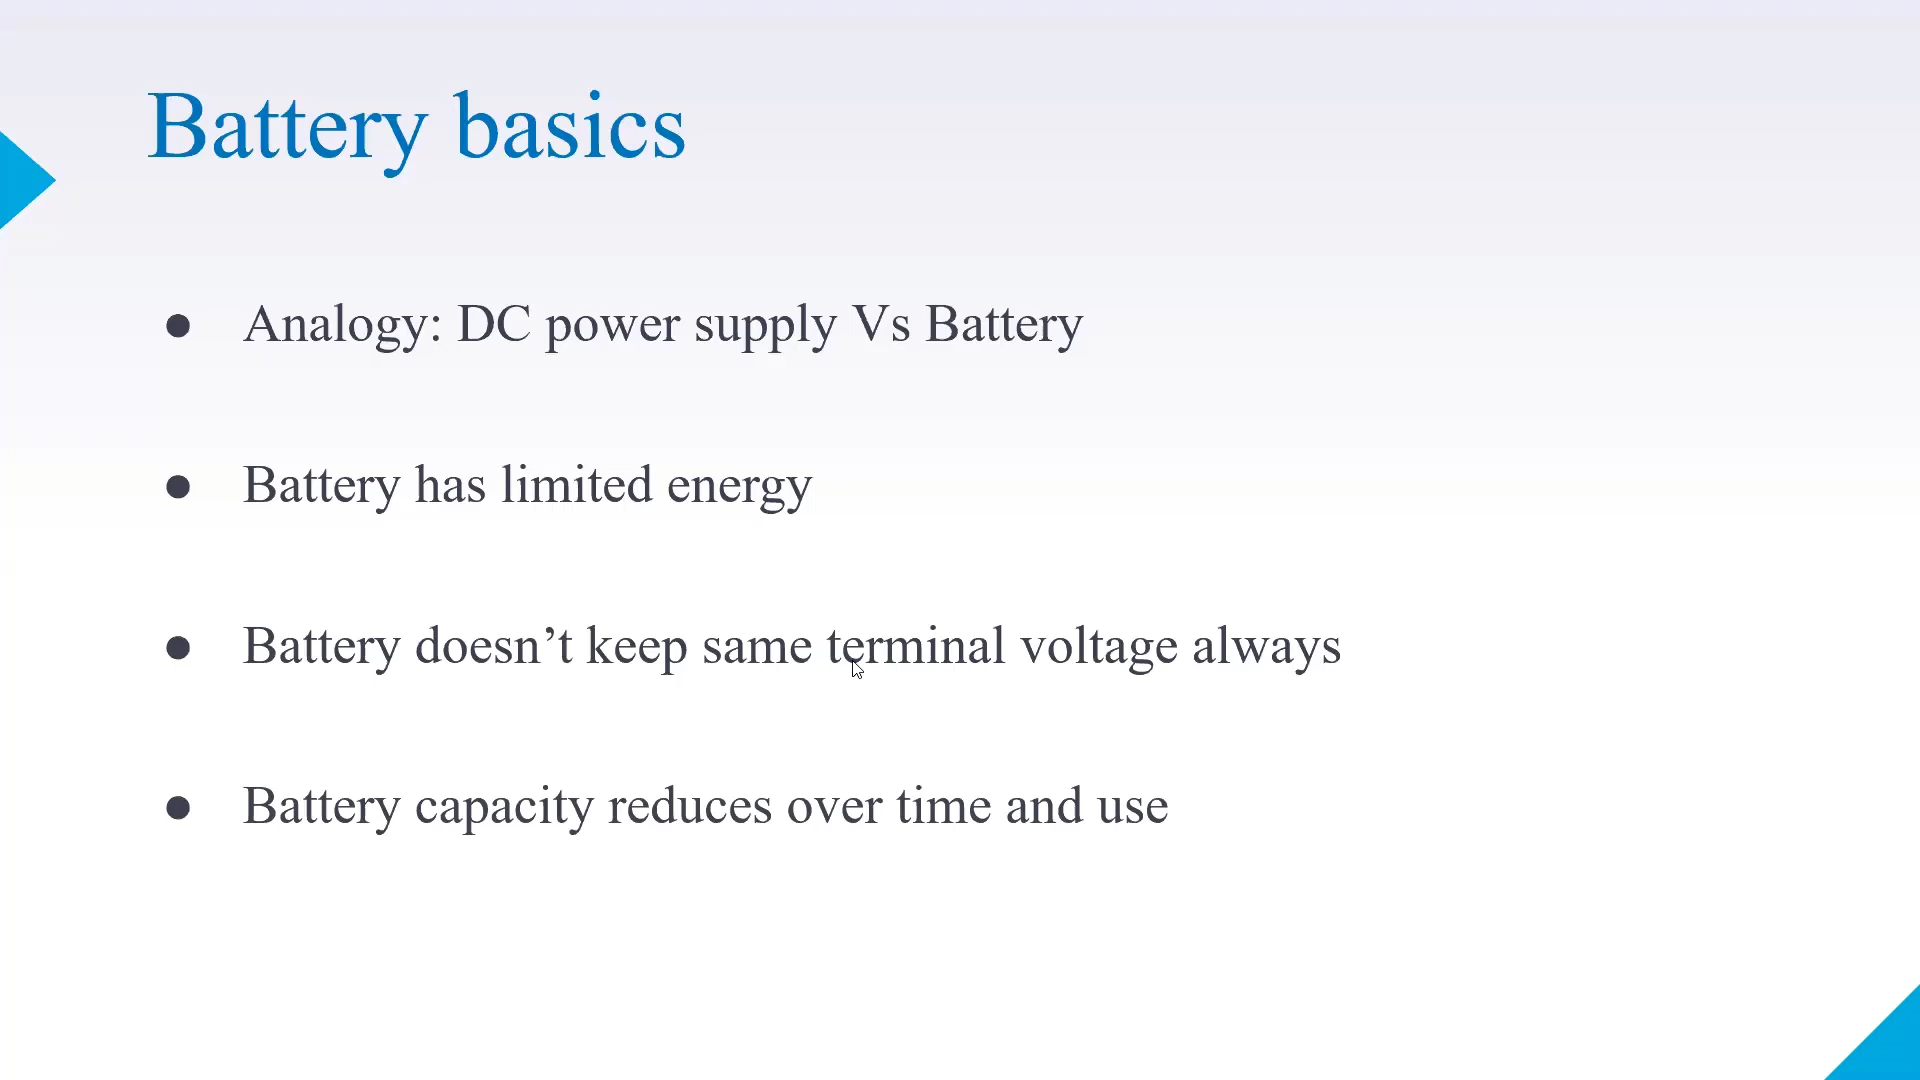 Battery basics
● Analogy: DC power supply Vs Battery
● Battery has limited energy
● Battery doesn’t keep same terminal voltage always
● Battery capacity reduces over time and use